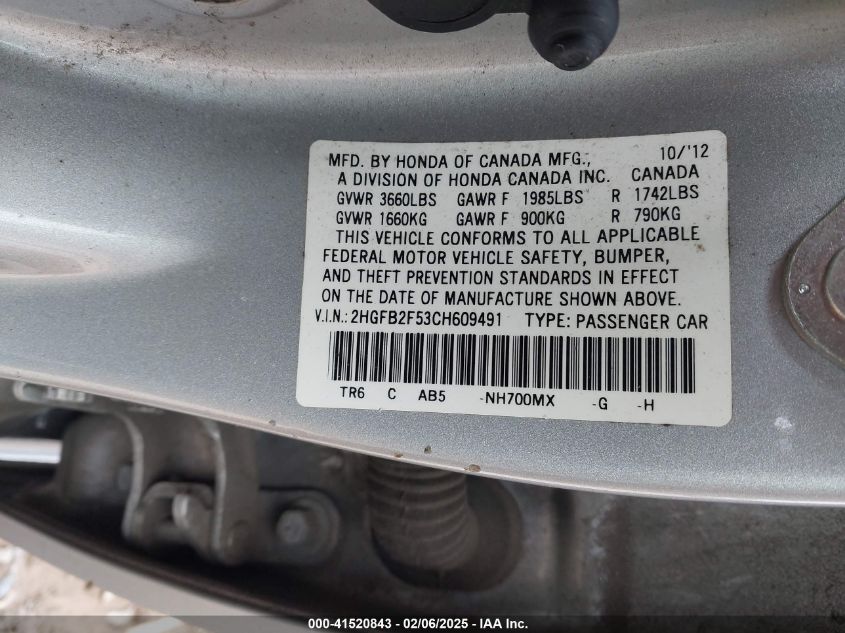 MFD. BY HONDA OF CANADA MFG., 10/'12
A DIVISION OF HONDA CANADA INC. CANADA
GVWR 3660LBS GAWR F 1985LBS R 1742LBS
GVWR 1660KG GAWR F 900KG R 790KG
THIS VEHICLE CONFORMS TO ALL APPLICABLE
FEDERAL MOTOR VEHICLE SAFETY, BUMPER,
AND THEFT PREVENTION STANDARDS IN EFFECT
ON THE DATE OF MANUFACTURE SHOWN ABOVE.
V.I.N.: 2HGFB2F53CH609491 TYPE: PASSENGER CAR
TR6 C AB5 -NH700MX -G -H
000-41520843 - 02/06/2025 - IAA Inc.